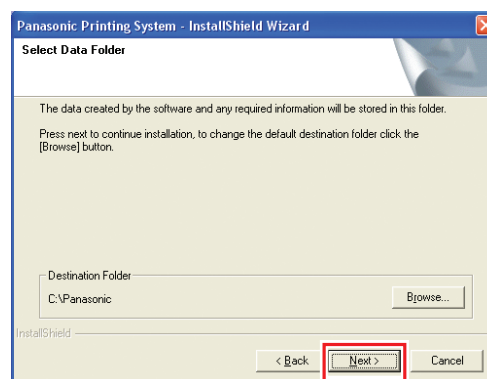 Panasonic Printing System - InstallShield Wizard
Select Data Folder
The data created by the software and any required information will be stored in this folder.
Press next to continue installation, to change the default destination folder click the
[Browse] button.
Destination Folder
C:\Panasonic
Browse...
InstallShield
< Back
Next >
Cancel